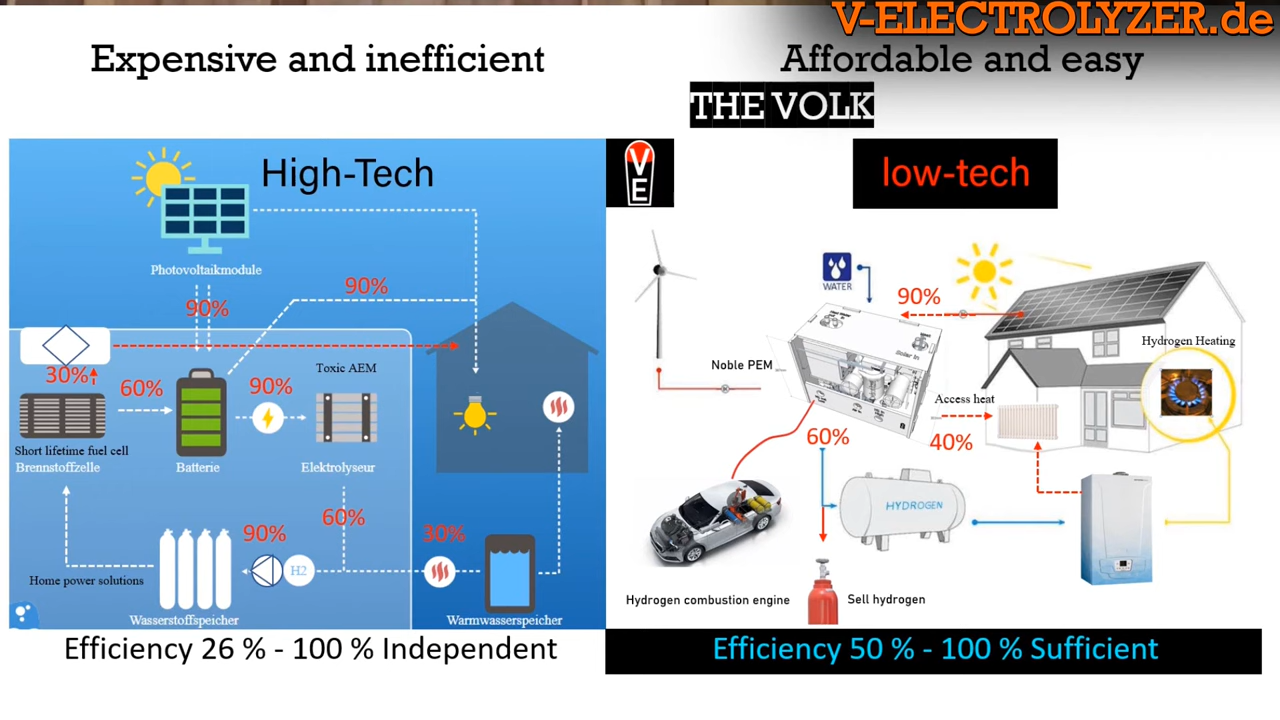 V-ELECTROLYZER.de
Expensive and inefficient
Affordable and easy
THE VOLK
High-Tech
Photovoltaikmodule
90%
90%
30%
60%
90%
Toxic AEM
Short lifetime fuel cell
Brennstoffzelle
Batterie
Elektrolyseur
60%
90%
30%
H2
Home power solutions
Wasserstoffspeicher
Warmwasserspeicher
Efficiency 26 % - 100 % Independent
V
E
low-tech
WATER
90%
Solar In
Noble PEM
Hydrogen Heating
Access heat
60%
40%
HYDROGEN
Hydrogen combustion engine
Sell hydrogen
Efficiency 50 % - 100 % Sufficient